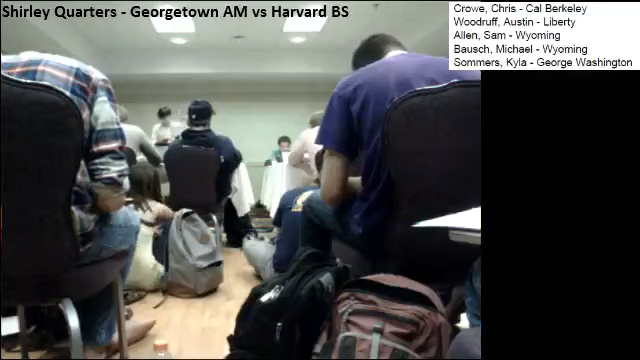 Shirley Quarters - Georgetown AM vs Harvard BS
Crowe, Chris - Cal Berkeley
Woodruff, Austin - Liberty
Allen, Sam - Wyoming
Bausch, Michael - Wyoming
Sommers, Kyla - George Washington